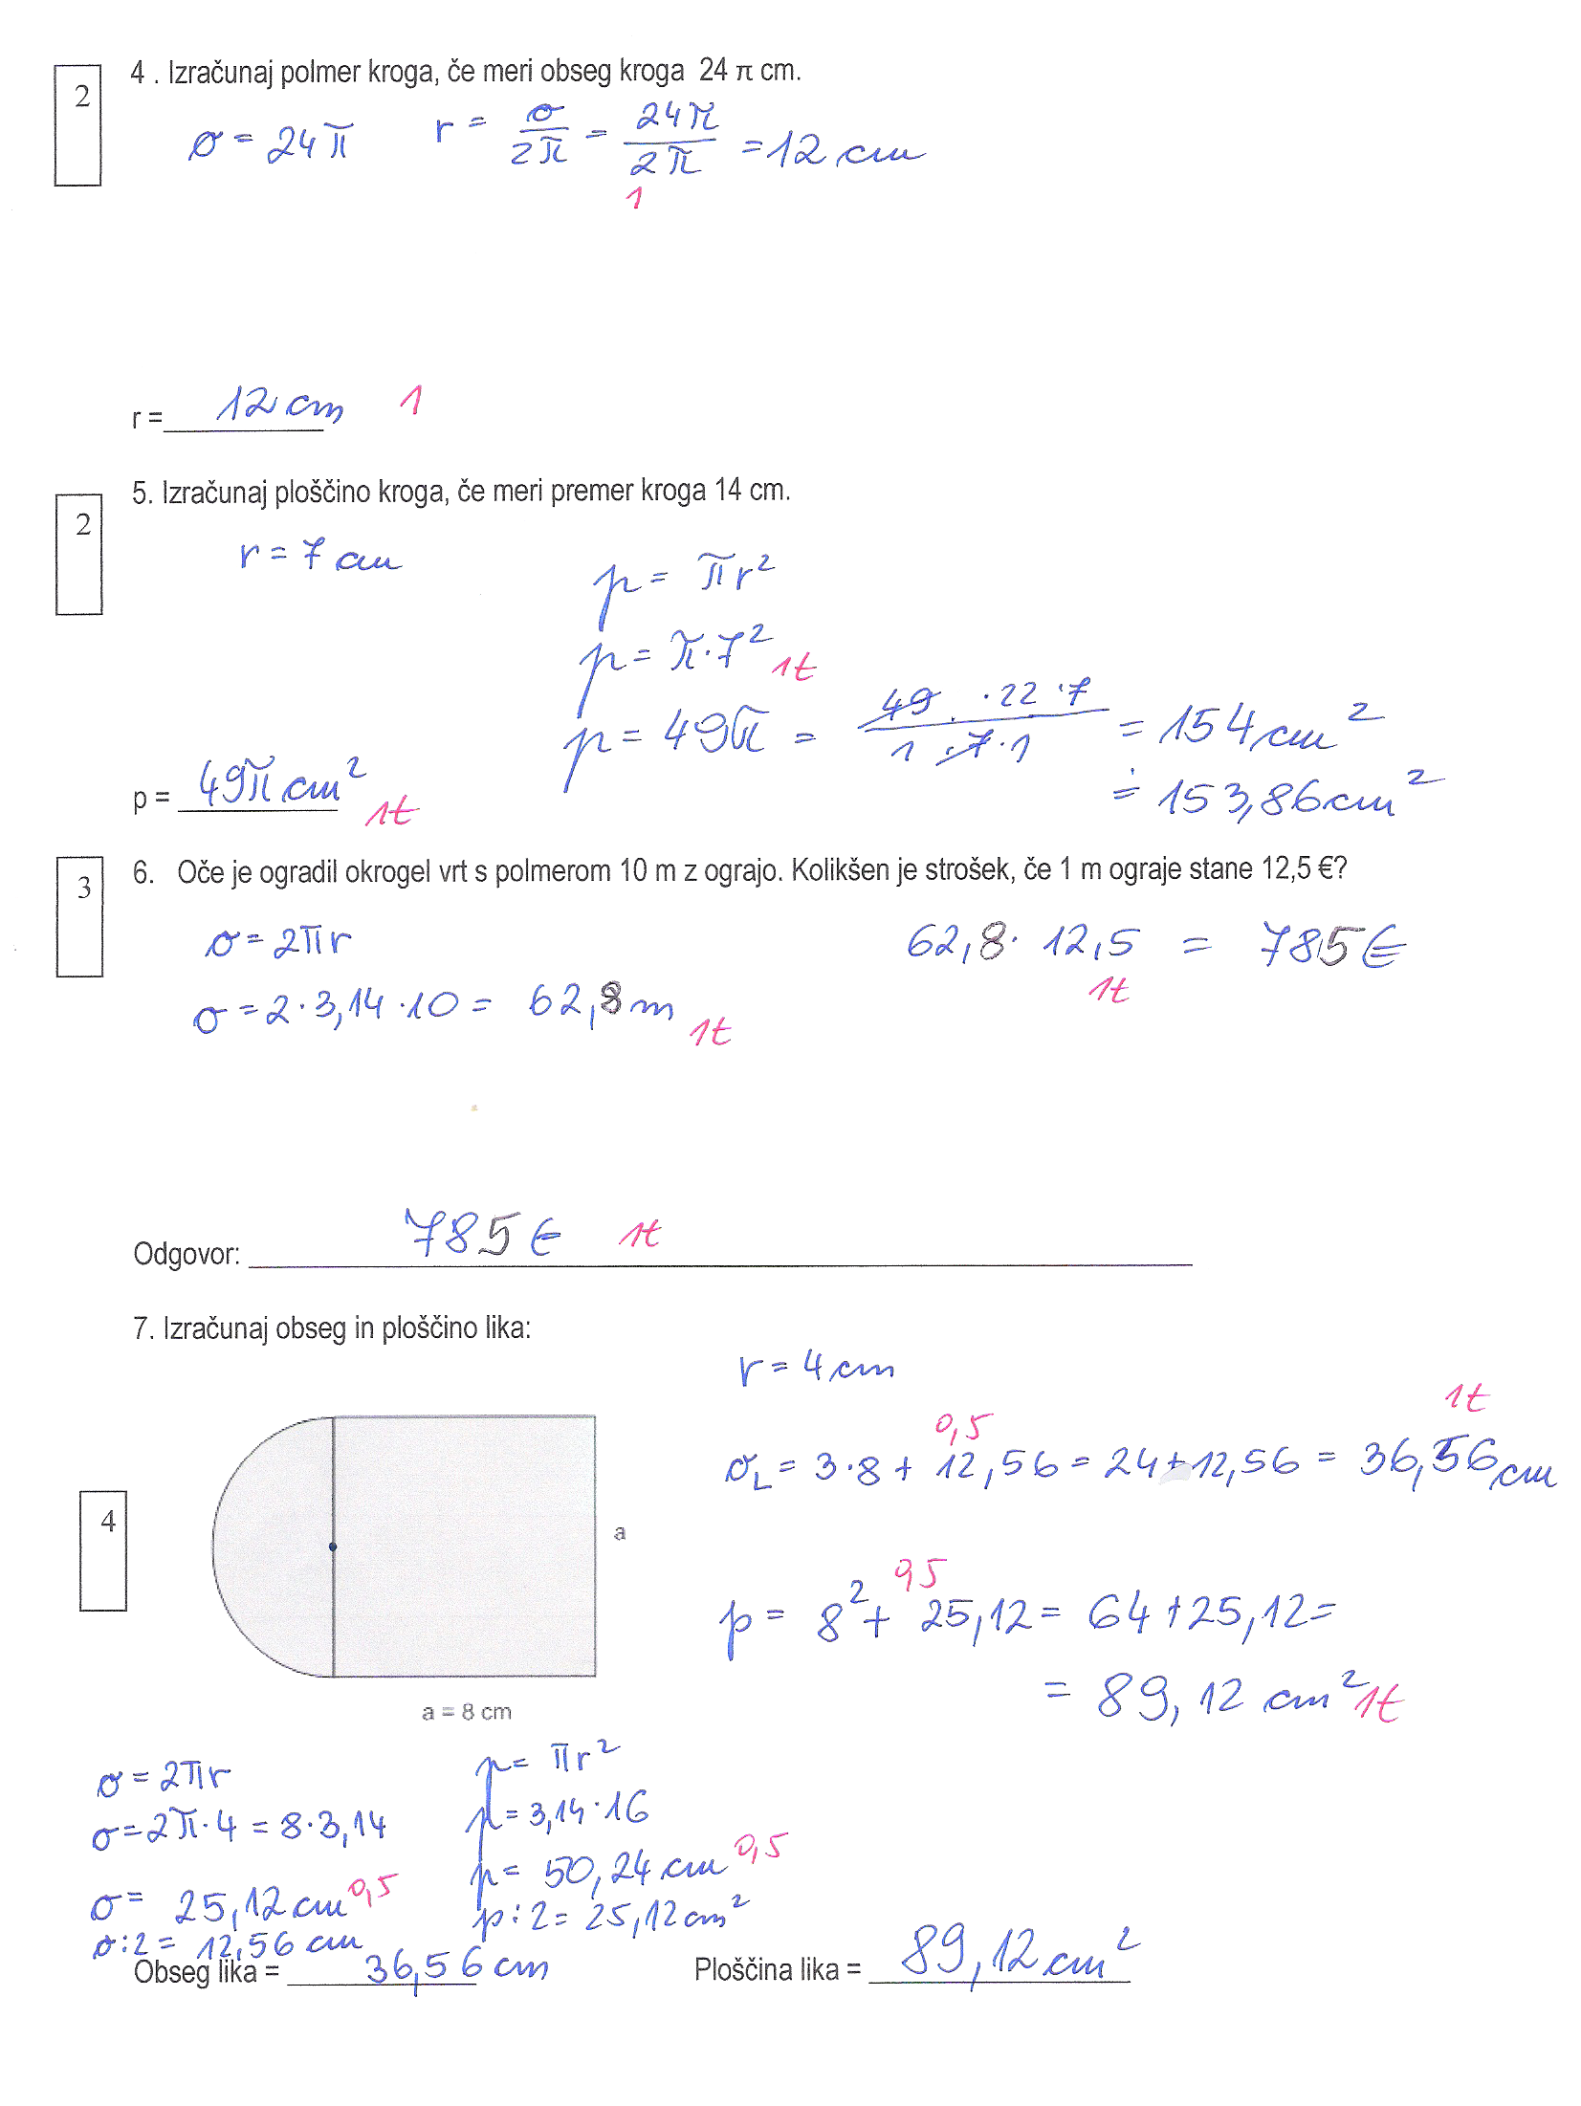 2
4 . Izračunaj polmer kroga, če meri obseg kroga 24 π cm.
o = 24π r = o/2π = 24π/2π = 12 cm
1
r = 12 cm 1
2
5. Izračunaj ploščino kroga, če meri premer kroga 14 cm.
r = 7 cm
p = πr²
p = π·7² 1t
p = 49π = 49 · 22 · 7 / 1 · 7 · 1 = 154 cm²
≐ 153,86 cm²
p = 49π cm² 1t
3
6. Oče je ogradil okrogel vrt s polmerom 10 m z ograjo. Kolikšen je strošek, če 1 m ograje stane 12,5 €?
o = 2πr
62,8 · 12,5 = 785 €
1t
o = 2 · 3,14 · 10 = 62,8 m 1t
Odgovor: 785 € 1t
7. Izračunaj obseg in ploščino lika:
r = 4 cm
0,5 1t
oL = 3·8 + 12,56 = 24 + 12,56 = 36,56 cm
a
4
0,5
p = 8² + 25,12 = 64 + 25,12 =
= 89,12 cm² 1t
a = 8 cm
o = 2πr
o = 2π·4 = 8·3,14
o = 25,12 cm 0,5
o : 2 = 12,56 cm
p = πr²
p = 3,14 · 16
p = 50,24 cm 0,5
p : 2 = 25,12 cm²
Obseg lika = 36,56 cm
Ploščina lika = 89,12 cm²